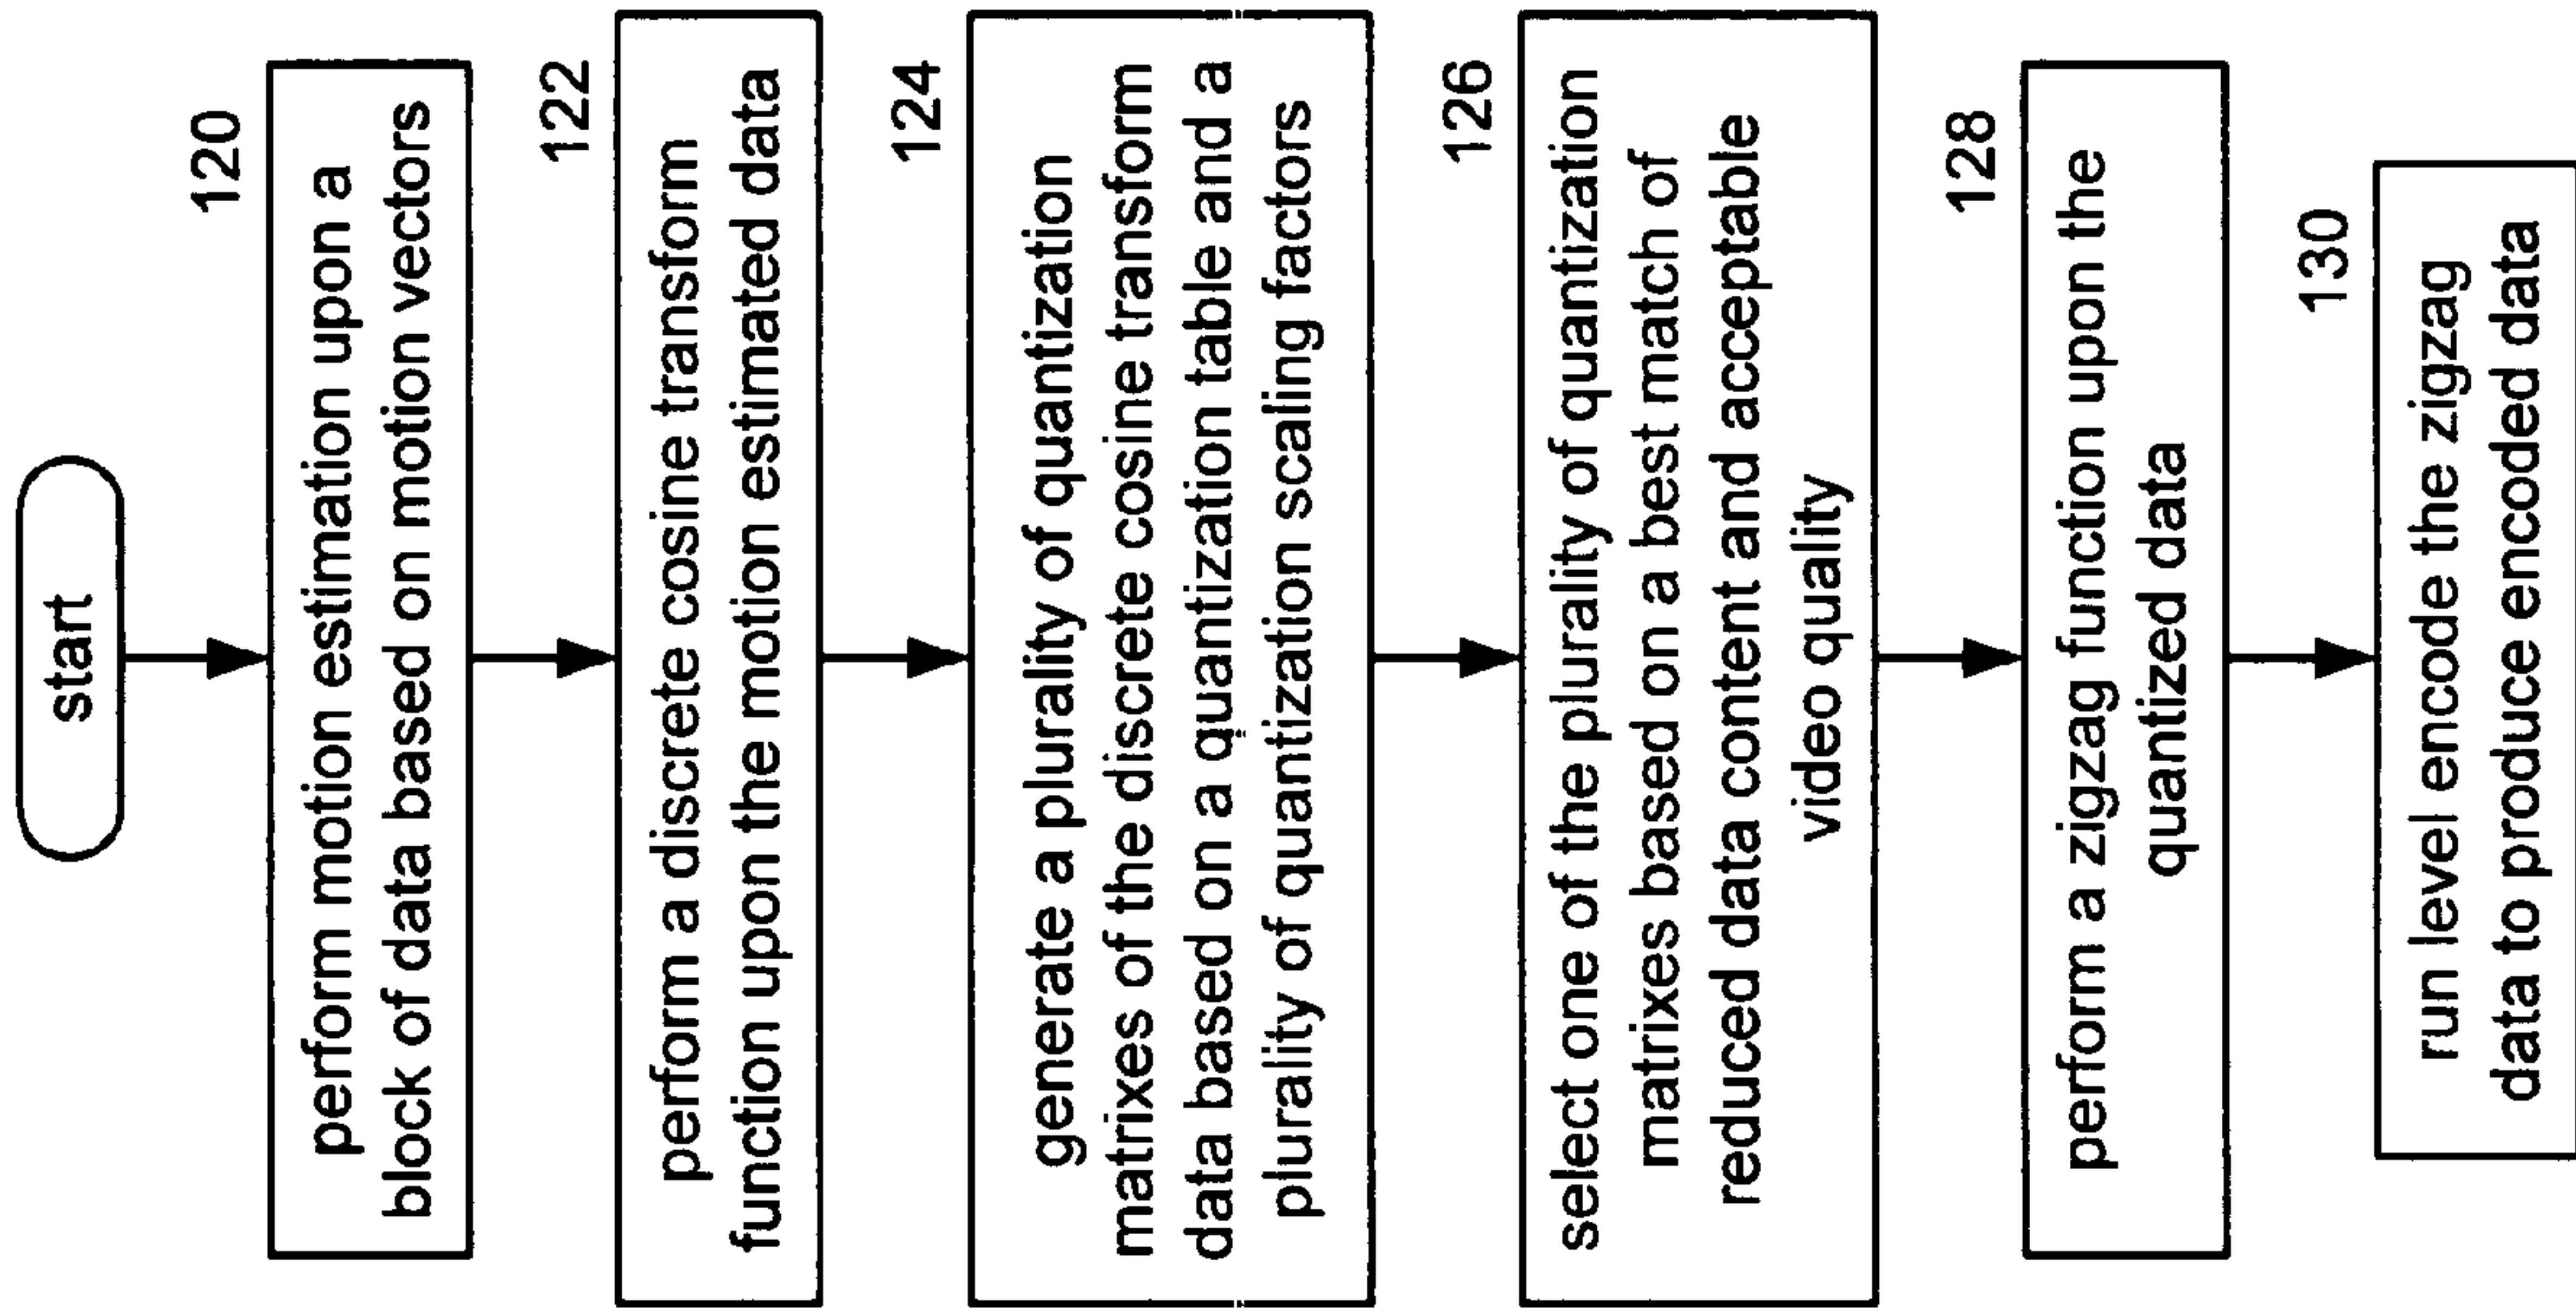 start
120
perform motion estimation upon a
block of data based on motion vectors
122
perform a discrete cosine transform
function upon the motion estimated data
124
generate a plurality of quantization
matrixes of the discrete cosine transform
data based on a quantization table and a
plurality of quantization scaling factors
126
select one of the plurality of quantization
matrixes based on a best match of
reduced data content and acceptable
video quality
128
perform a zigzag function upon the
quantized data
130
run level encode the zigzag
data to produce encoded data